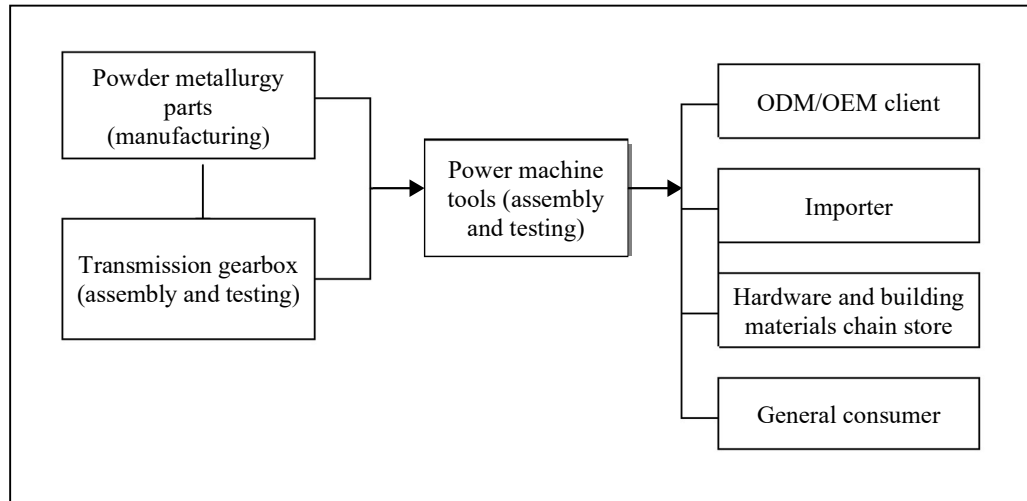 Powder metallurgy
parts
(manufacturing)
Transmission gearbox
(assembly and testing)
Power machine
tools (assembly
and testing)
ODM/OEM client
Importer
Hardware and building
materials chain store
General consumer